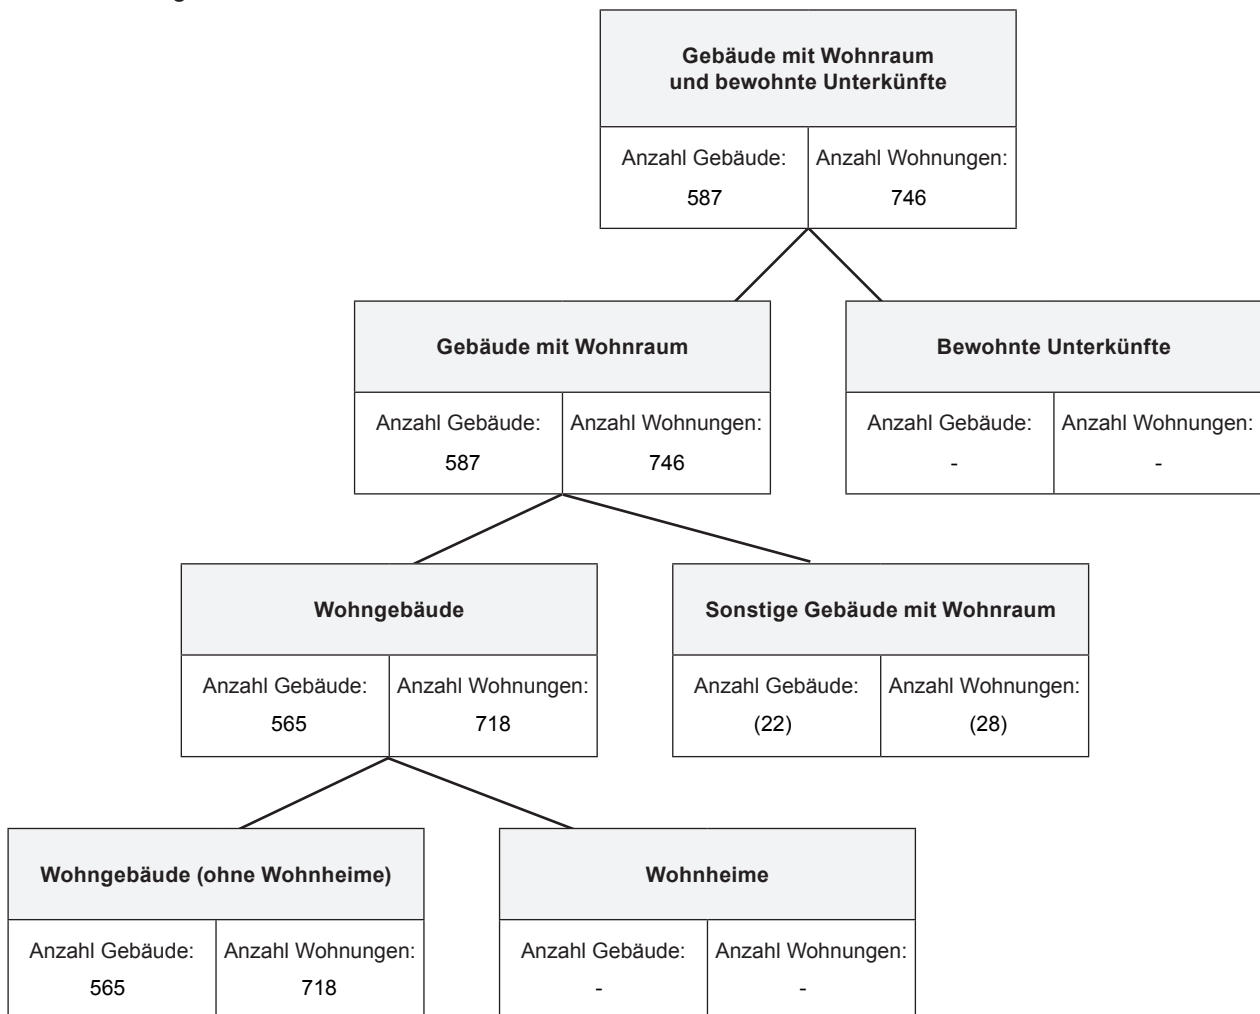 Gebäude mit Wohnraum
und bewohnte Unterkünfte
Anzahl Gebäude: Anzahl Wohnungen:
587 746
Gebäude mit Wohnraum
Anzahl Gebäude: Anzahl Wohnungen:
587 746
Bewohnte Unterkünfte
Anzahl Gebäude: Anzahl Wohnungen:
- -
Wohngebäude
Anzahl Gebäude: Anzahl Wohnungen:
565 718
Sonstige Gebäude mit Wohnraum
Anzahl Gebäude: Anzahl Wohnungen:
(22) (28)
Wohngebäude (ohne Wohnheime)
Anzahl Gebäude: Anzahl Wohnungen:
565 718
Wohnheime
Anzahl Gebäude: Anzahl Wohnungen:
- -